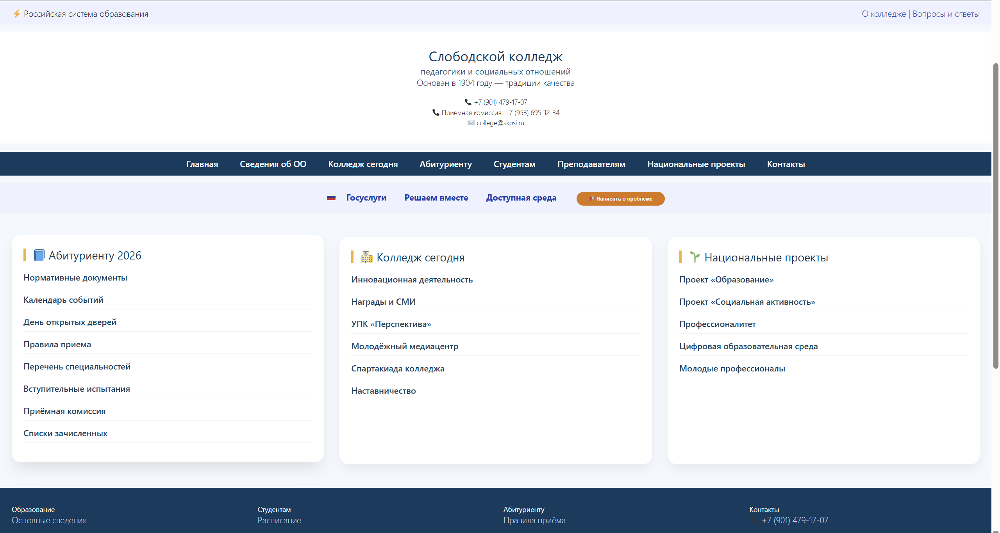 ⚡ Российская система образования
О колледже | Вопросы и ответы
Слободской колледж
педагогики и социальных отношений
Основан в 1904 году — традиции качества
📞 +7 (901) 479-17-07
📞 Приёмная комиссия: +7 (953) 695-12-34
✉️ college@skpsi.ru
Главная Сведения об ОО Колледж сегодня Абитуриенту Студентам Преподавателям Национальные проекты Контакты
🇷🇺 Госуслуги Решаем вместе Доступная среда 📢 Написать о проблеме
📘 Абитуриенту 2026
Нормативные документы
Календарь событий
День открытых дверей
Правила приема
Перечень специальностей
Вступительные испытания
Приёмная комиссия
Списки зачисленных
🏫 Колледж сегодня
Инновационная деятельность
Награды и СМИ
УПК «Перспектива»
Молодёжный медиацентр
Спартакиада колледжа
Наставничество
🌱 Национальные проекты
Проект «Образование»
Проект «Социальная активность»
Профессионалитет
Цифровая образовательная среда
Молодые профессионалы
Образование
Основные сведения
Студентам
Расписание
Абитуриенту
Правила приёма
Контакты
📞 +7 (901) 479-17-07